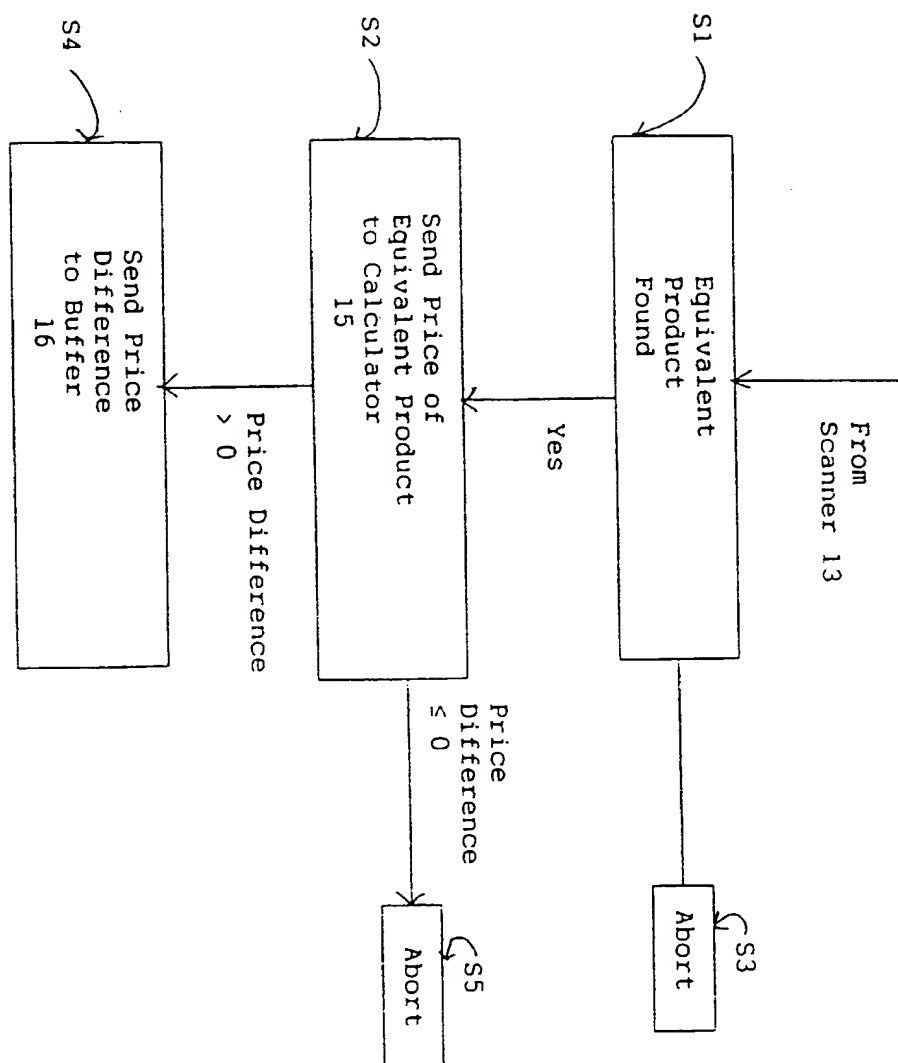 From
Scanner 13
S1
Equivalent
Product
Found
S3
Abort
Yes
S2
Send Price of
Equivalent Product
to Calculator
15
Price
Difference
≤ 0
S5
Abort
Price Difference
> 0
S4
Send Price
Difference
to Buffer
16